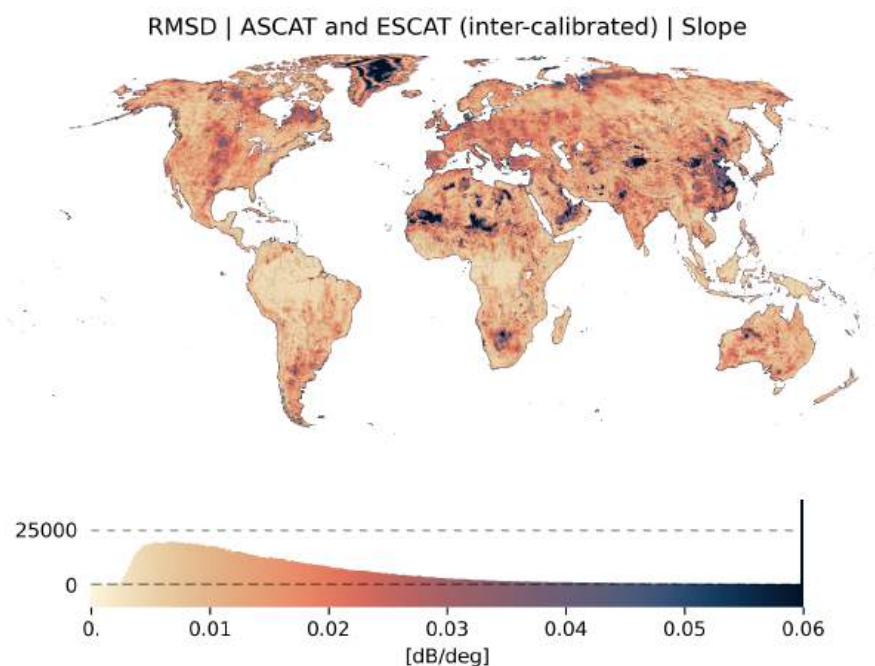 RMSD | ASCAT and ESCAT (inter-calibrated) | Slope
25000
0
0. 0.01 0.02 0.03 0.04 0.05 0.06
[dB/deg]